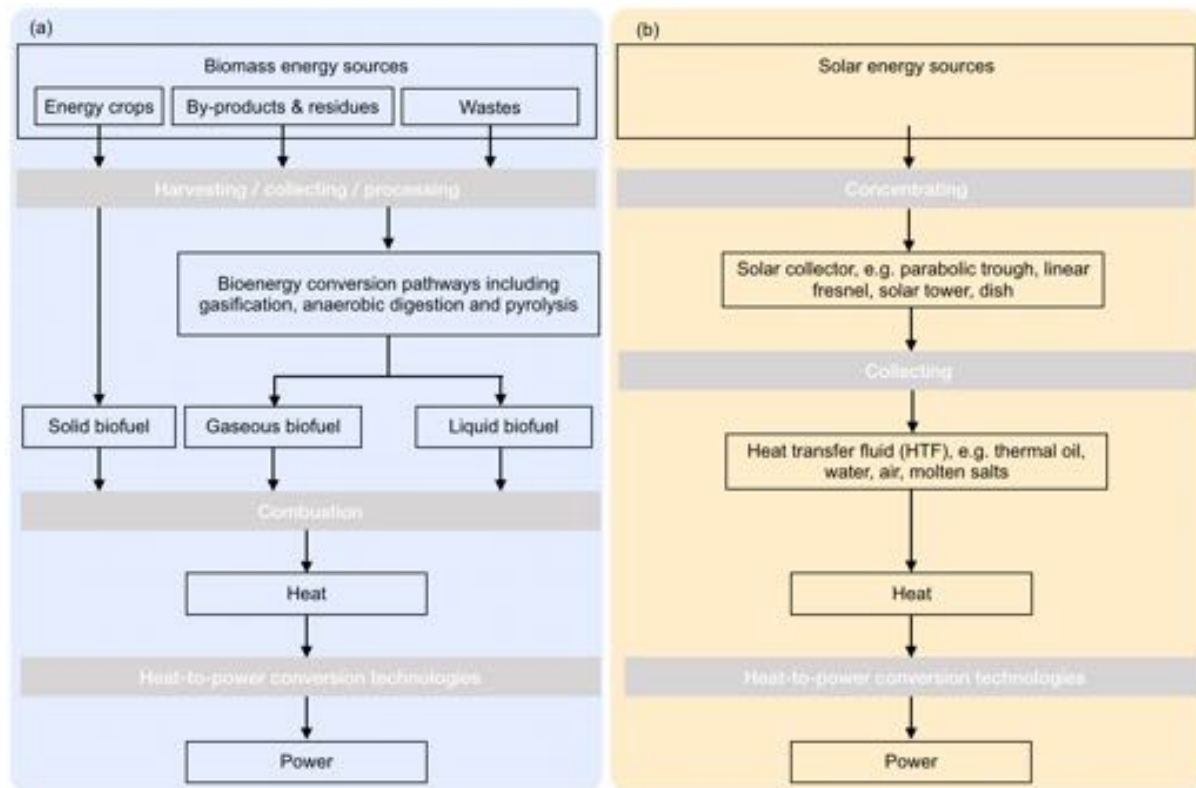 (a)
Biomass energy sources
Energy crops
By-products & residues
Wastes
Harvesting / collecting / processing
Bioenergy conversion pathways including
gasification, anaerobic digestion and pyrolysis
Solid biofuel
Gaseous biofuel
Liquid biofuel
Combustion
Heat
Heat-to-power conversion technologies
Power
(b)
Solar energy sources
Concentrating
Solar collector, e.g. parabolic trough, linear
fresnel, solar tower, dish
Collecting
Heat transfer fluid (HTF), e.g. thermal oil,
water, air, molten salts
Heat
Heat-to-power conversion technologies
Power